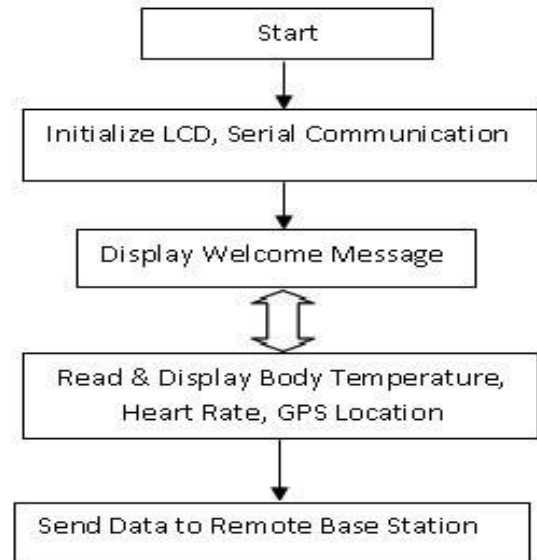 Start
Initialize LCD, Serial Communication
Display Welcome Message
Read & Display Body Temperature,
Heart Rate, GPS Location
Send Data to Remote Base Station